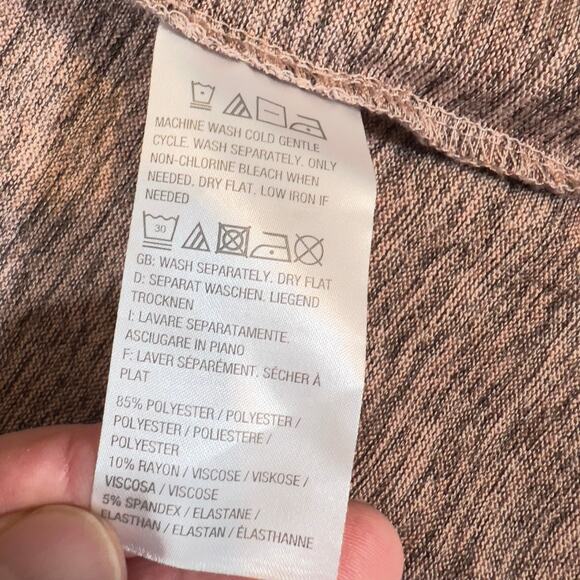 MACHINE WASH COLD GENTLE
CYCLE. WASH SEPARATELY. ONLY
NON-CHLORINE BLEACH WHEN
NEEDED. DRY FLAT. LOW IRON IF
NEEDED
30
GB: WASH SEPARATELY. DRY FLAT
D: SEPARAT WASCHEN. LIEGEND
TROCKNEN
I: LAVARE SEPARATAMENTE.
ASCIUGARE IN PIANO
F: LAVER SÉPARÉMENT. SÉCHER À
PLAT
85% POLYESTER / POLYESTER /
POLYESTER / POLIESTERE /
POLYESTER
10% RAYON / VISCOSE / VISKOSE /
VISCOSA / VISCOSE
5% SPANDEX / ELASTANE /
ELASTHAN / ELASTAN / ÉLASTHANNE